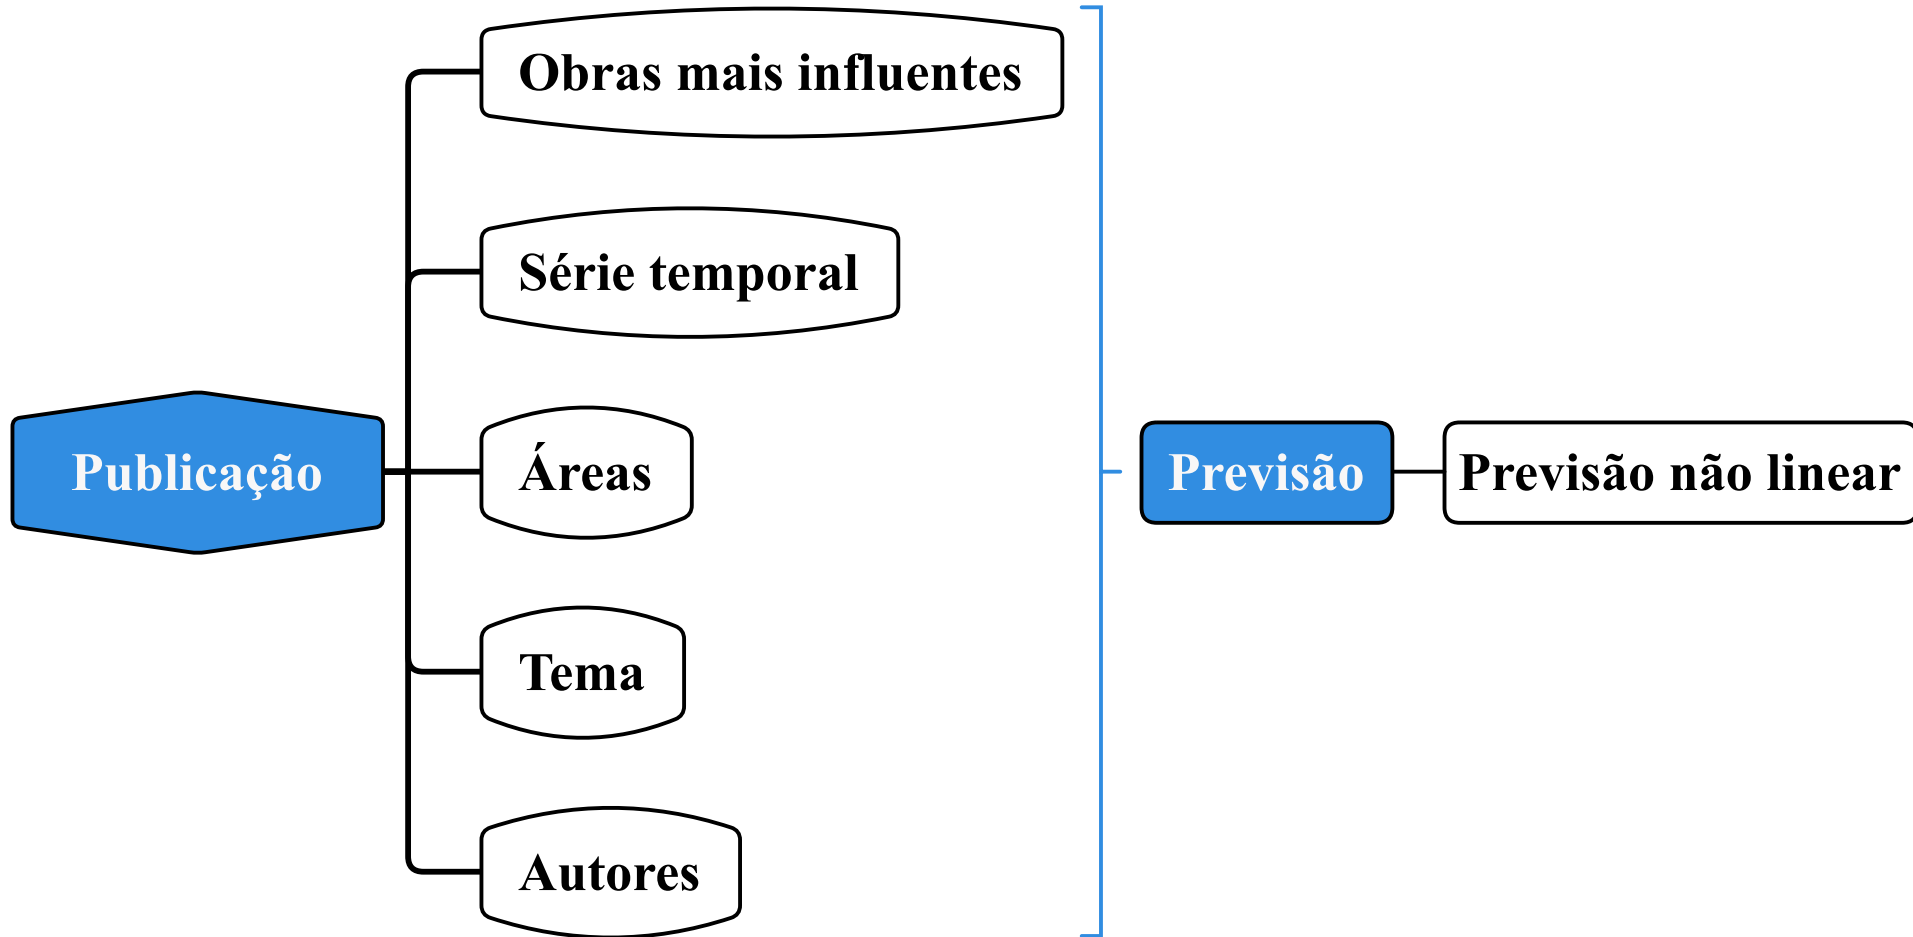 Obras mais influentes
Série temporal
Publicação
Áreas
Previsão
Previsão não linear
Tema
Autores